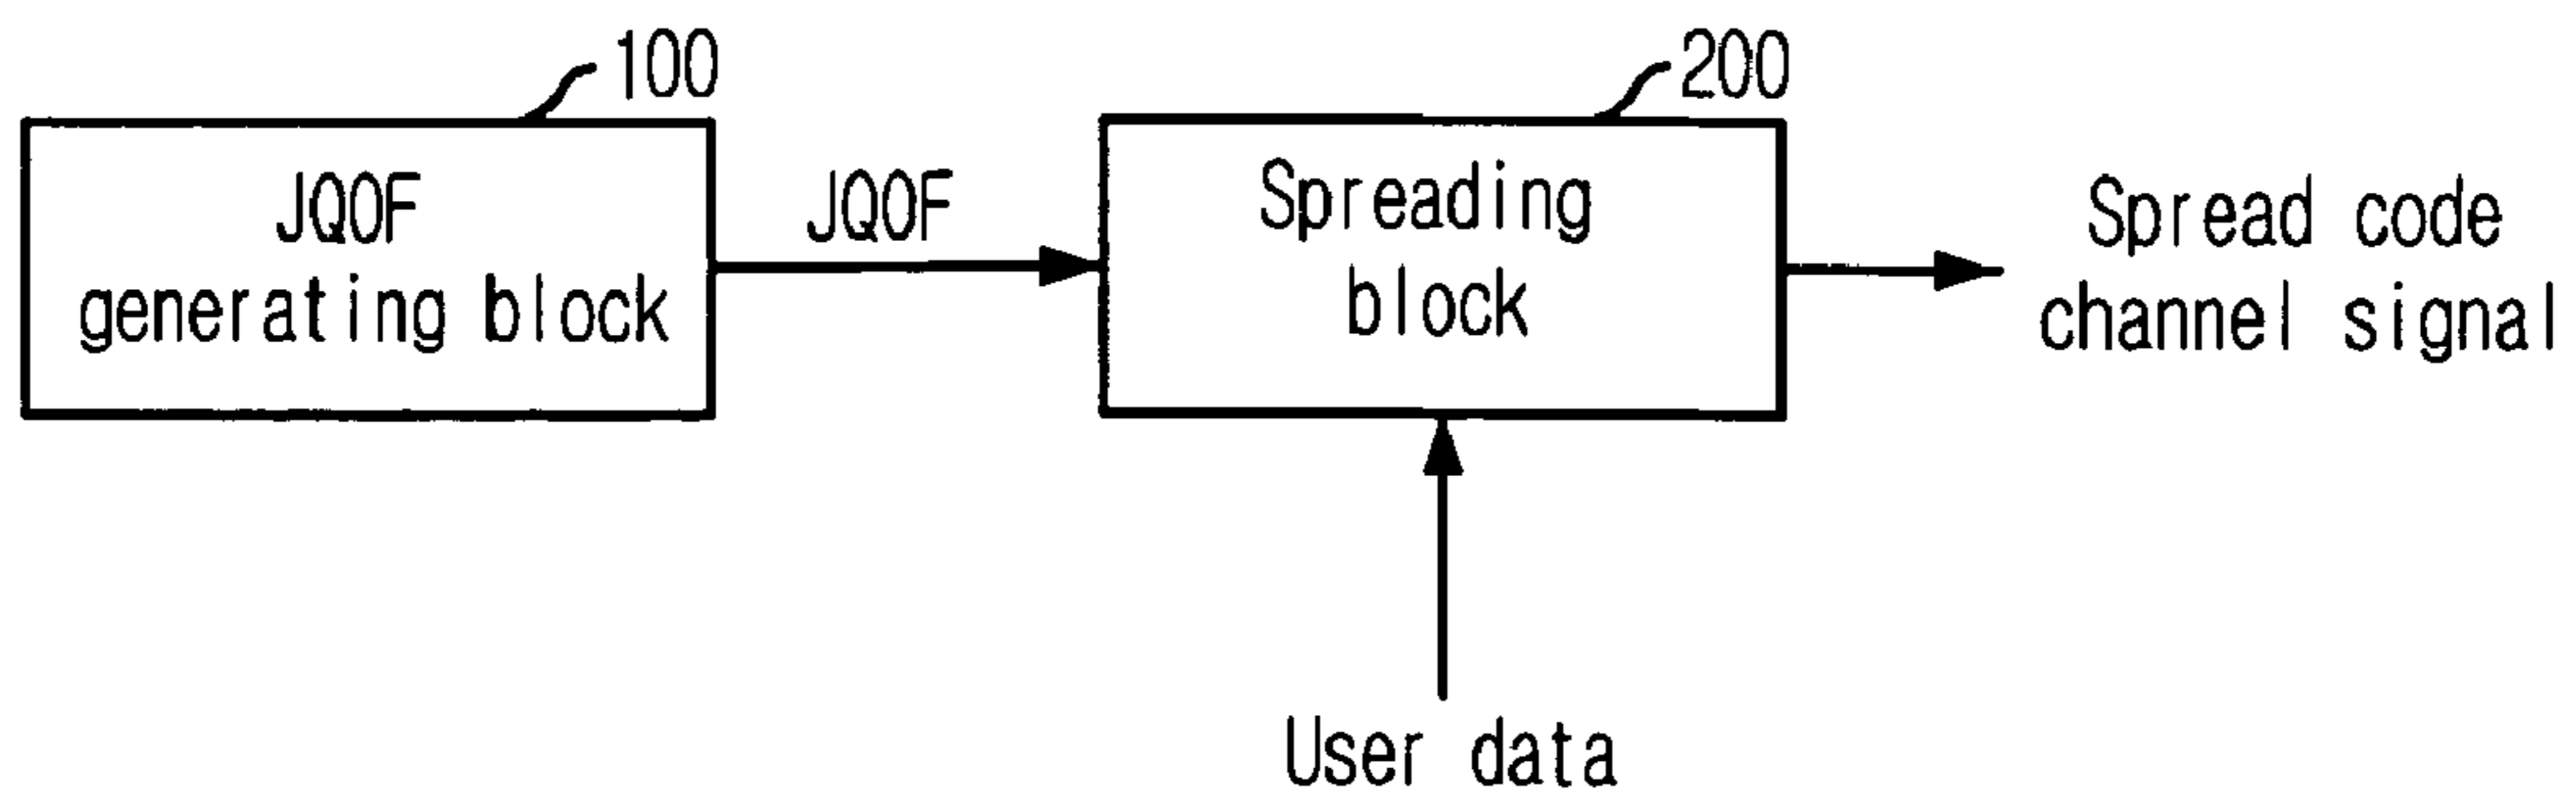 100
JQOF
generating block
JQOF
200
Spreading
block
Spread code
channel signal
User data